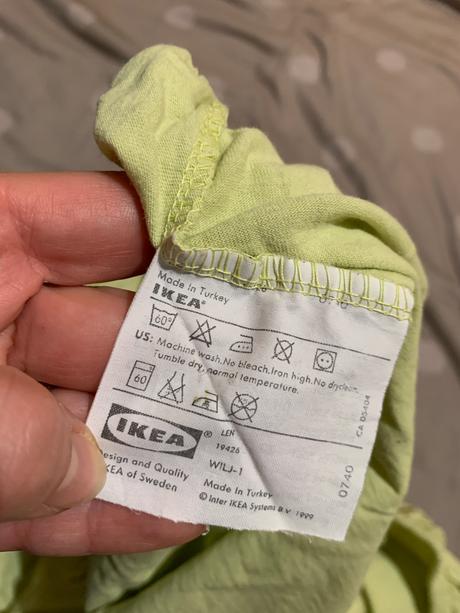 Made in Turkey
IKEA®
60°
US: Machine wash. No bleach. Iron high. No dryclean.
Tumble dry, normal temperature.
60
IKEA®
Design and Quality
IKEA of Sweden
LEN
19426
WILJ-1
Made in Turkey
© Inter IKEA Systems B.V. 1999
0740
CA 05404